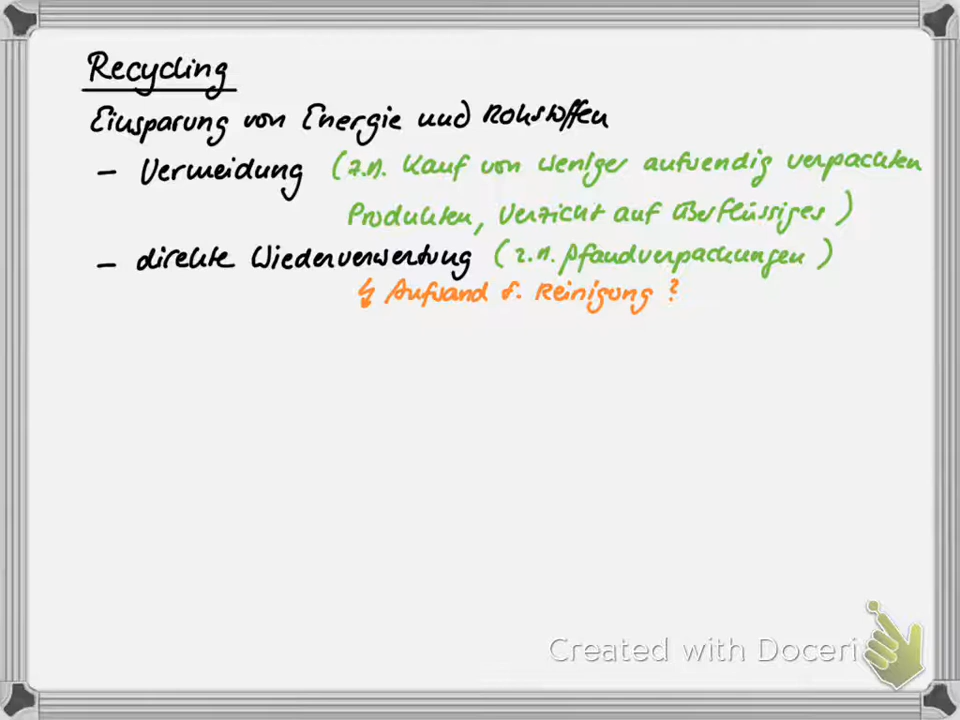 Recycling
Einsparung von Energie und Rohstoffen
– Vermeidung (z.B. Kauf von weniger aufwendig verpackten
Produkten, Verzicht auf überflüssiges)
– direkte Wiederverwertung (z.B. Pfandverpackungen)
↯ Aufwand f. Reinigung?
Created with Doceri